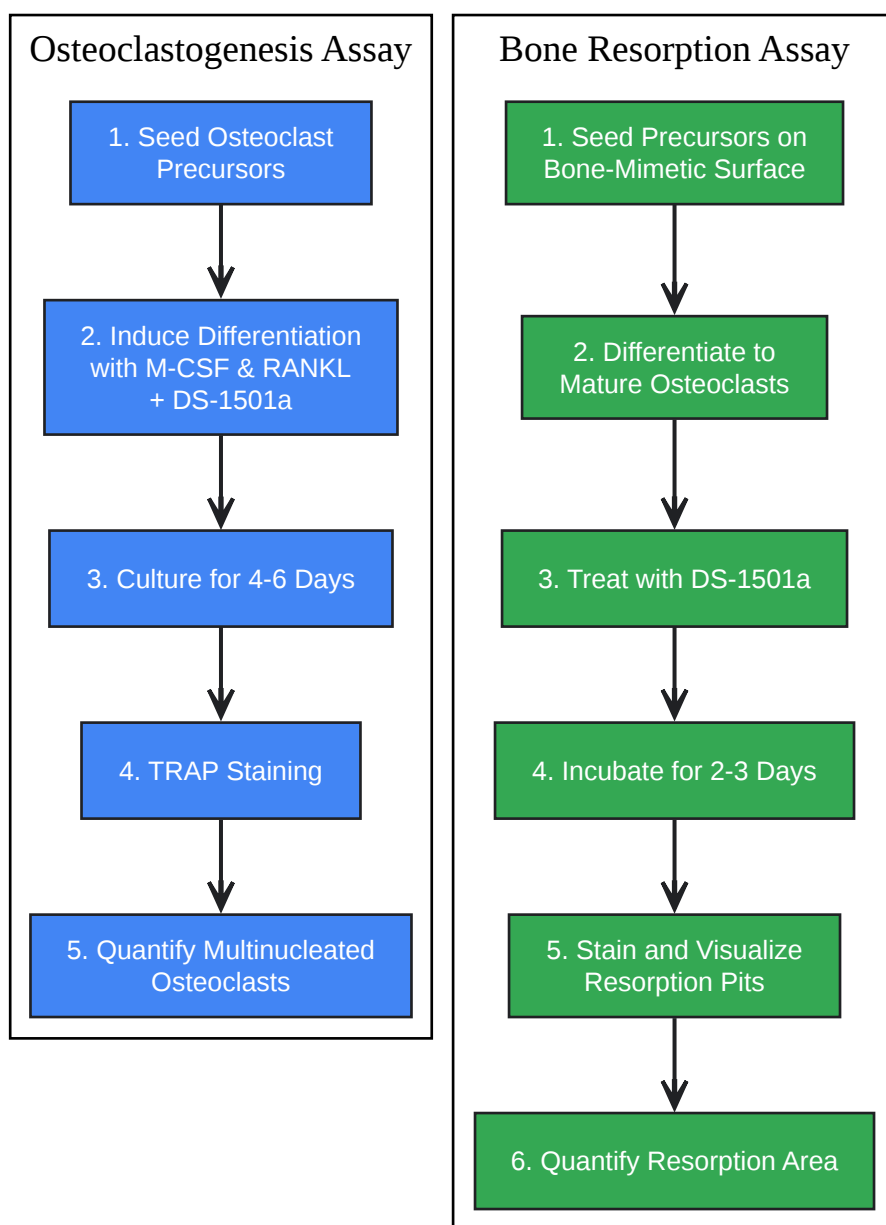 Osteoclastogenesis Assay
1. Seed Osteoclast
Precursors
2. Induce Differentiation
with M-CSF & RANKL
+ DS-1501a
3. Culture for 4-6 Days
4. TRAP Staining
5. Quantify Multinucleated
Osteoclasts
Bone Resorption Assay
1. Seed Precursors on
Bone-Mimetic Surface
2. Differentiate to
Mature Osteoclasts
3. Treat with DS-1501a
4. Incubate for 2-3 Days
5. Stain and Visualize
Resorption Pits
6. Quantify Resorption Area